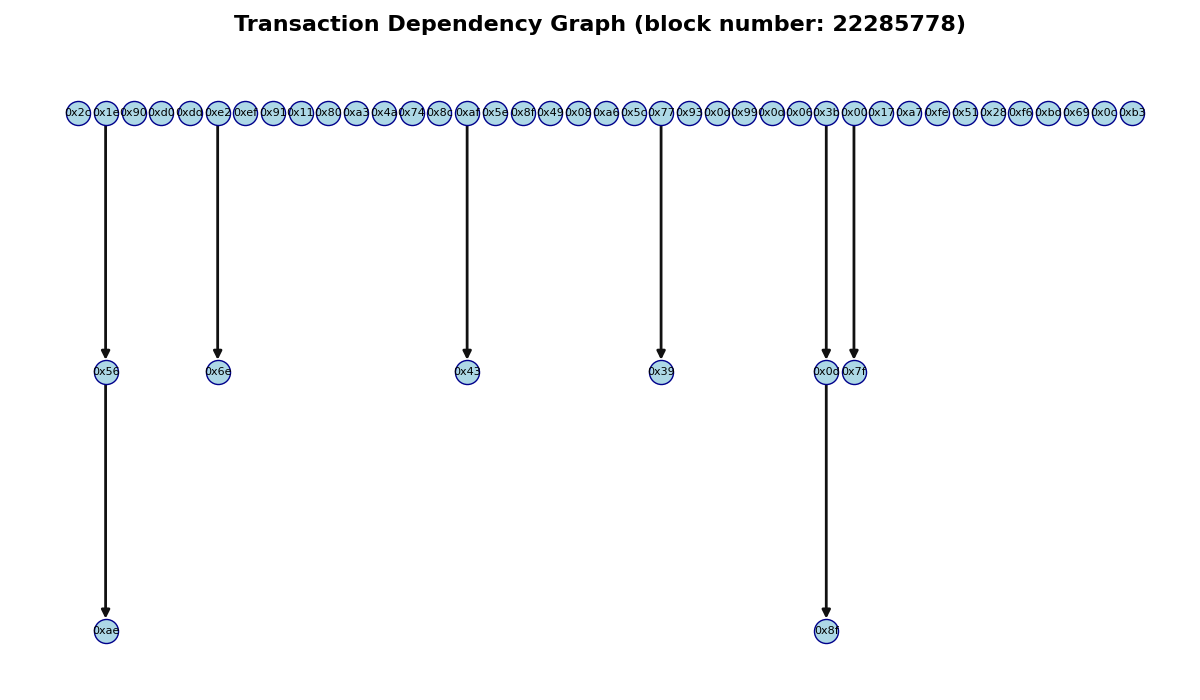 Transaction Dependency Graph (block number: 22285778)
0x2c 0x1e 0x90 0xd0 0xdd 0xe2 0xef 0x91 0x11 0x80 0xa3 0x4a 0x74 0x8c 0xaf 0x5e 0x8f 0x49 0x08 0xa6 0x5c 0x77 0x93 0x0d 0x99 0x0d 0x06 0x3b 0x00 0x17 0xa7 0xfe 0x51 0x28 0xf6 0xbd 0x69 0x0c 0xb3
0x56 0x6e 0x43 0x39 0x0d 0x7f
0xae 0x8f